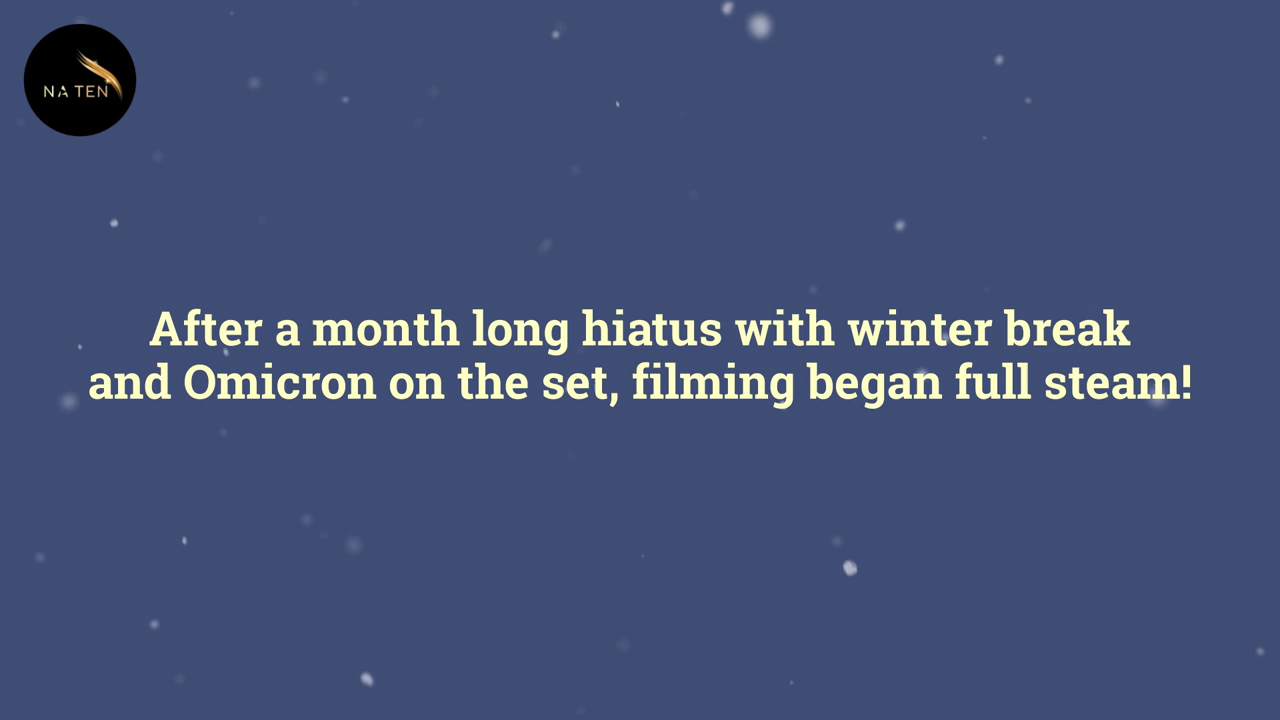 NA TEN
After a month long hiatus with winter break
and Omicron on the set, filming began full steam!